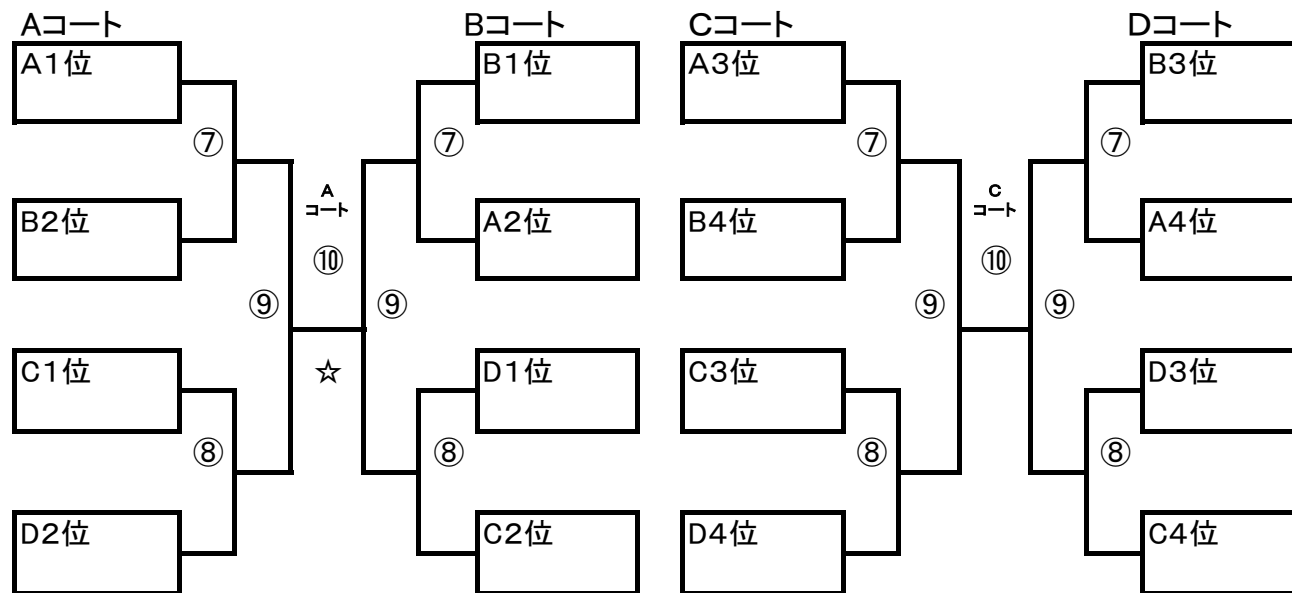 Aコート
Bコート
Cコート
Dコート
A1位
B1位
A3位
B3位
⑦
⑦
⑦
⑦
A
コート
C
コート
B2位
A2位
B4位
A4位
⑩
⑩
⑨
⑨
⑨
⑨
C1位
☆
D1位
C3位
D3位
⑧
⑧
⑧
⑧
D2位
C2位
D4位
C4位